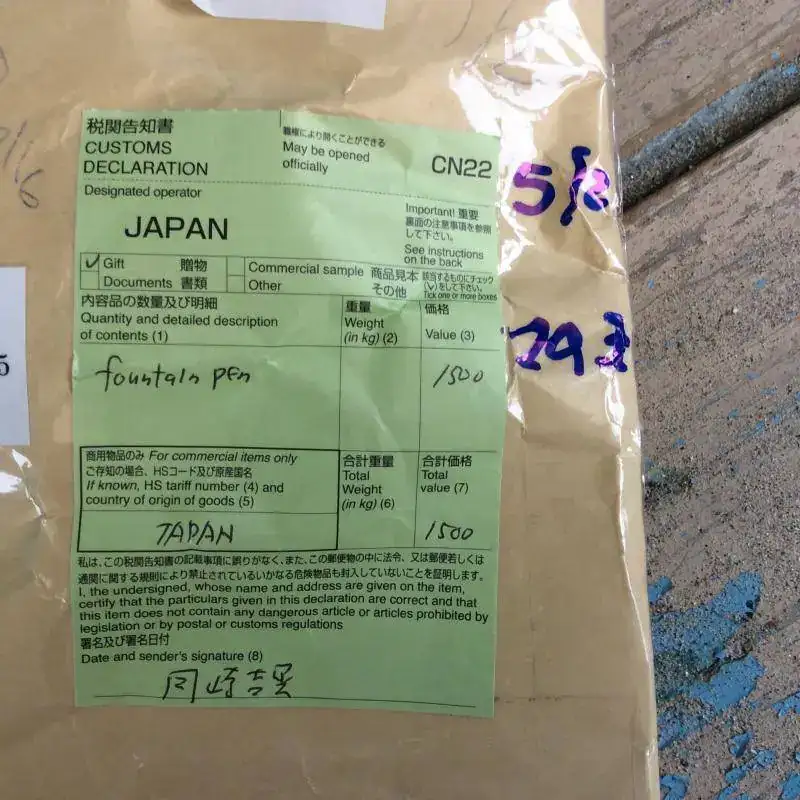 税関告知書
CUSTOMS
DECLARATION
職権により開くことができる
May be opened
officially
CN22
Designated operator
JAPAN
Important! 重要
裏面の注意事項を参照
して下さい。
See instructions
on the back
✓ Gift 贈物
Commercial sample 商品見本
Documents 書類
Other その他
該当するものにチェック
(√)をして下さい。
Tick one or more boxes
内容品の数量及び明細
Quantity and detailed description
of contents (1)
重量
Weight
(in kg) (2)
価格
Value (3)
fountain pen
1500
商用物品のみ For commercial items only
ご存知の場合、HSコード及び原産国名
If known, HS tariff number (4) and
country of origin of goods (5)
合計重量
Total
Weight
(in kg) (6)
合計価格
Total
value (7)
JAPAN
1500
私は、この税関告知書の記載事項に誤りがなく、また、この郵便物の中に法令、又は郵便若しくは
通関に関する規則により禁止されているいかなる危険物品も封入していないことを証明します。
I, the undersigned, whose name and address are given on the item,
certify that the particulars given in this declaration are correct and that
this item does not contain any dangerous article or articles prohibited by
legislation or by postal or customs regulations
署名及び署名日付
Date and sender's signature (8)
岡崎吉晃
5